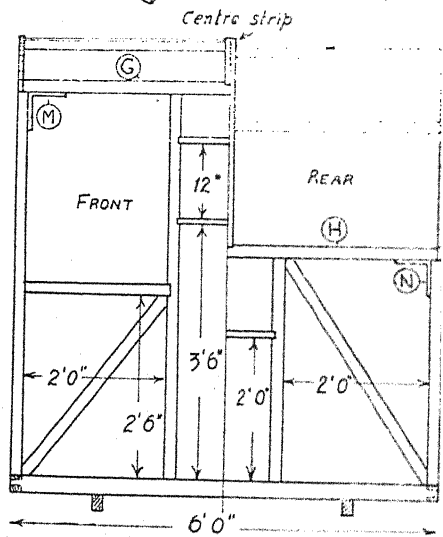 Centre strip
G
M
12"
REAR
FRONT
H
N
3'6"
2'0"
2'6"
2'0"
2'0"
6'0"